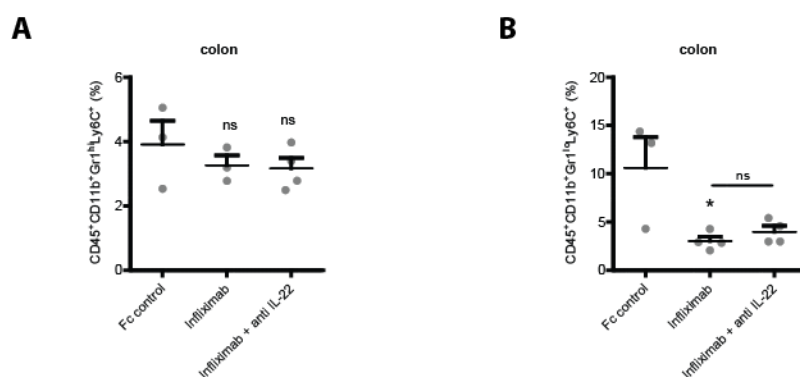 A
colon
CD45⁺CD11b⁺Gr1ʰⁱLy6C⁺ (%)
6
4
2
0
ns
ns
Fc control
Infliximab
Infliximab + anti IL-22
B
colon
CD45⁺CD11b⁺Gr1ˡᵒLy6C⁺ (%)
20
15
10
5
0
*
ns
Fc control
Infliximab
Infliximab + anti IL-22